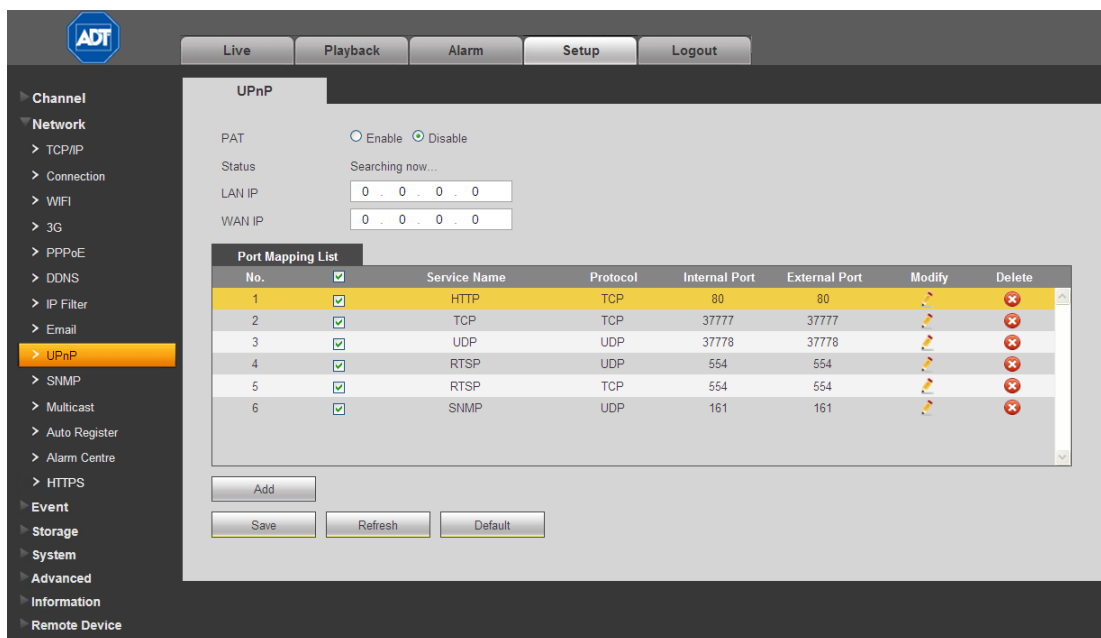 ADT
Live Playback Alarm Setup Logout
UPnP
Channel
Network
> TCP/IP
> Connection
> WIFI
> 3G
> PPPoE
> DDNS
> IP Filter
> Email
> UPnP
> SNMP
> Multicast
> Auto Register
> Alarm Centre
> HTTPS
Event
Storage
System
Advanced
Information
Remote Device
PAT Enable Disable
Status Searching now...
LAN IP 0 . 0 . 0 . 0
WAN IP 0 . 0 . 0 . 0
Port Mapping List
No. Service Name Protocol Internal Port External Port Modify Delete
1 HTTP TCP 80 80
2 TCP TCP 37777 37777
3 UDP UDP 37778 37778
4 RTSP UDP 554 554
5 RTSP TCP 554 554
6 SNMP UDP 161 161
Add
Save Refresh Default